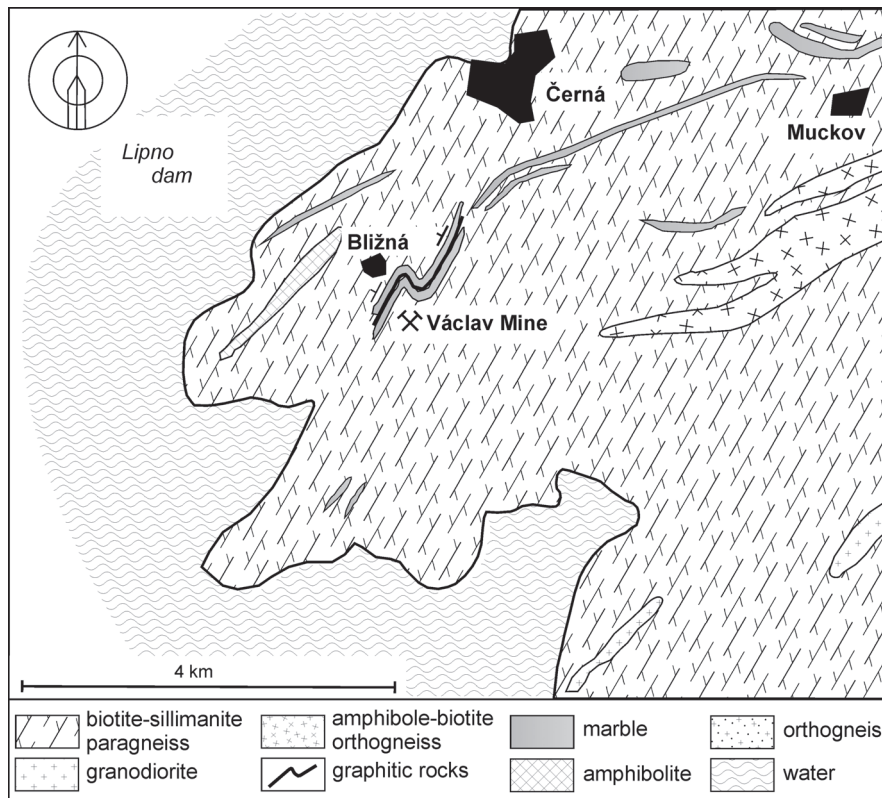 Černá
Muckov
Lipno
dam
Bližná
Václav Mine
4 km
biotite-sillimanite
paragneiss
amphibole-biotite
orthogneiss
marble
orthogneis
granodiorite
graphitic rocks
amphibolite
water